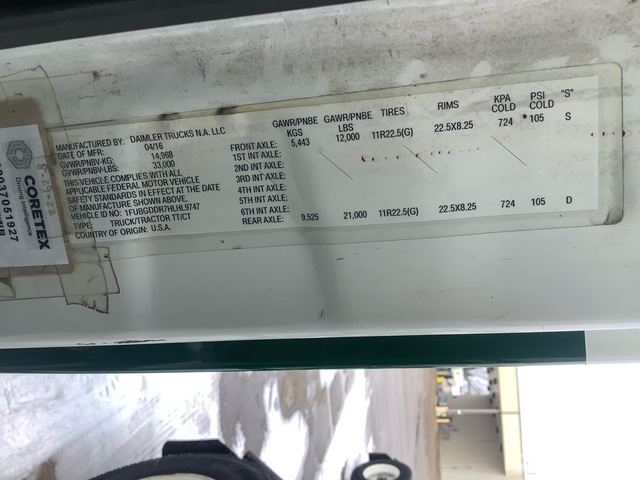 MANUFACTURED BY: DAIMLER TRUCKS N.A. LLC
DATE OF MFR: 04/16
GVWR/PNBV-KG: 14,968
GVWR/PNBV-LBS: 33,000
THIS VEHICLE COMPLIES WITH ALL
APPLICABLE FEDERAL MOTOR VEHICLE
SAFETY STANDARDS IN EFFECT AT THE DATE
OF MANUFACTURE SHOWN ABOVE.
VEHICLE ID NO: 1FUBGDDR7HLHL9747
TYPE: TRUCK/TRACTOR TT/CT
COUNTRY OF ORIGIN: U.S.A.
GAWR/PNBE KGS GAWR/PNBE LBS TIRES RIMS KPA COLD PSI COLD "S"
FRONT AXLE: 5,443 12,000 11R22.5(G) 22.5X8.25 724 105 S
1ST INT AXLE:
2ND INT AXLE:
3RD INT AXLE:
4TH INT AXLE:
5TH INT AXLE:
6TH INT AXLE:
REAR AXLE: 9,525 21,000 11R22.5(G) 22.5X8.25 724 105 D
CORETEX
Driving Intelligence